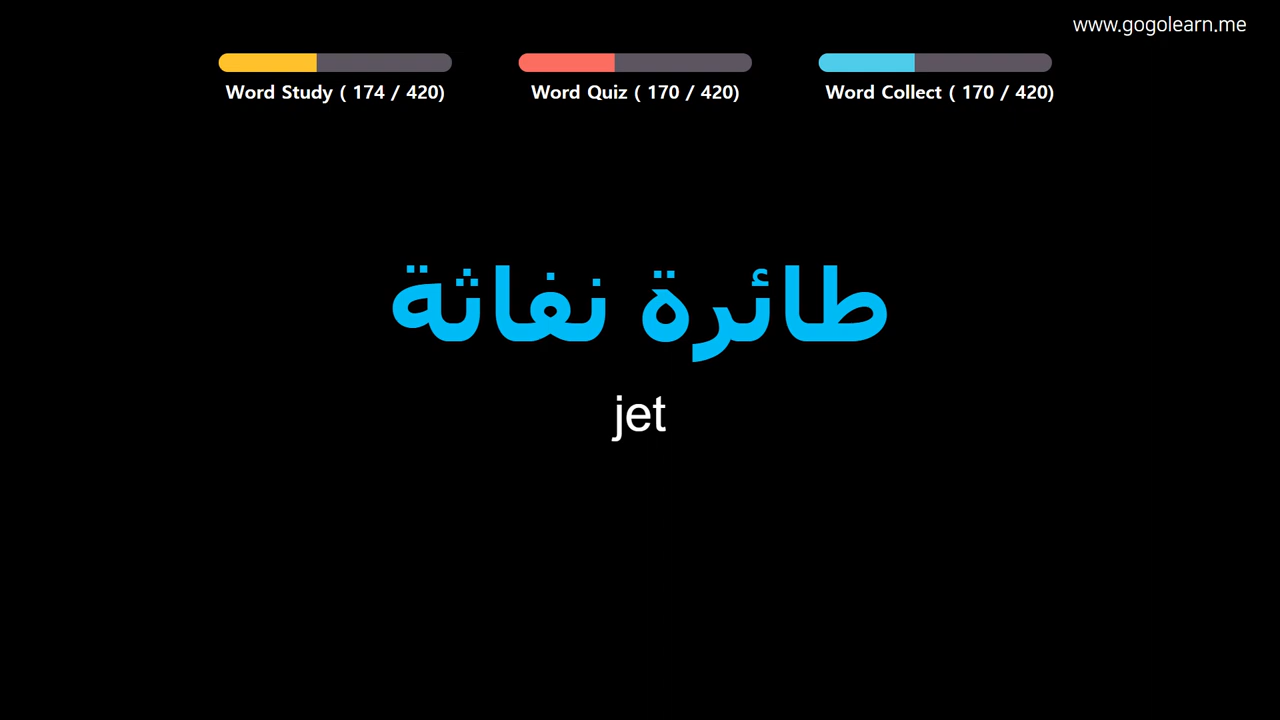 www.gogolearn.me
Word Study ( 174 / 420)
Word Quiz ( 170 / 420)
Word Collect ( 170 / 420)
طائرة نفاثة
jet